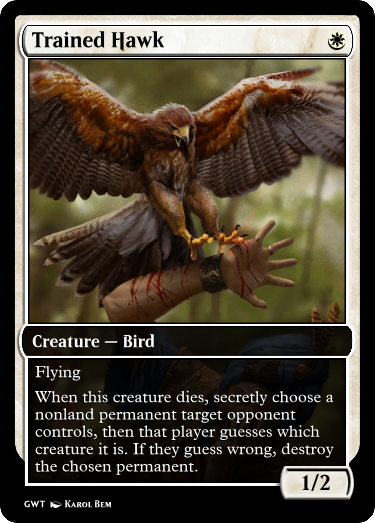 Trained Hawk
Creature — Bird
Flying
When this creature dies, secretly choose a
nonland permanent target opponent
controls, then that player guesses which
creature it is. If they guess wrong, destroy
the chosen permanent.
1/2
GWT Karol Bem